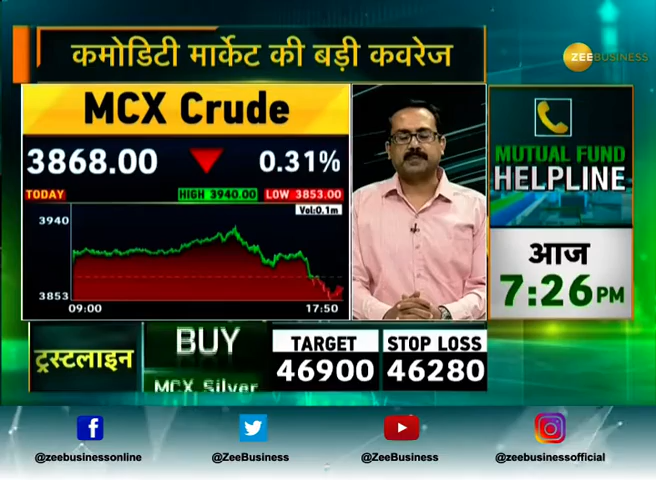 कमोडिटी मार्केट की बड़ी कवरेज
ZEEBUSINESS
MCX Crude
3868.00 0.31%
TODAY HIGH 3940.00 LOW 3853.00
Vol:0.1m
3940
3853
09:00 17:50
MUTUAL FUND
HELPLINE
आज
7:26 PM
ट्रस्टलाइन
BUY
MCX Silver
TARGET
46900
STOP LOSS
46280
@zeebusinessonline
@ZeeBusiness
@ZeeBusiness
@zeebusinessofficial